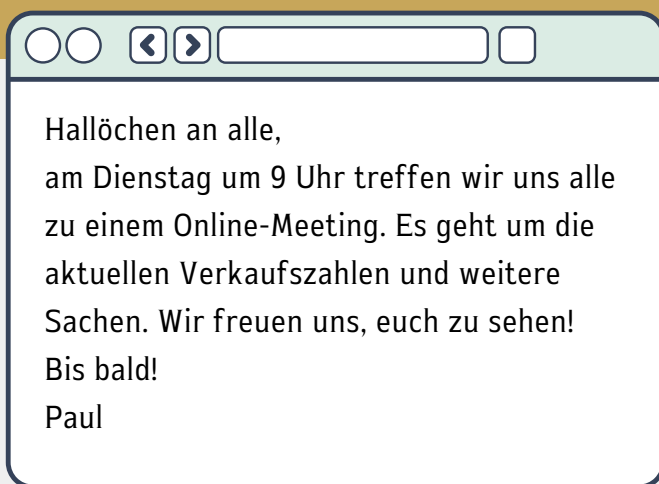 Hallöchen an alle,
am Dienstag um 9 Uhr treffen wir uns alle
zu einem Online-Meeting. Es geht um die
aktuellen Verkaufszahlen und weitere
Sachen. Wir freuen uns, euch zu sehen!
Bis bald!
Paul